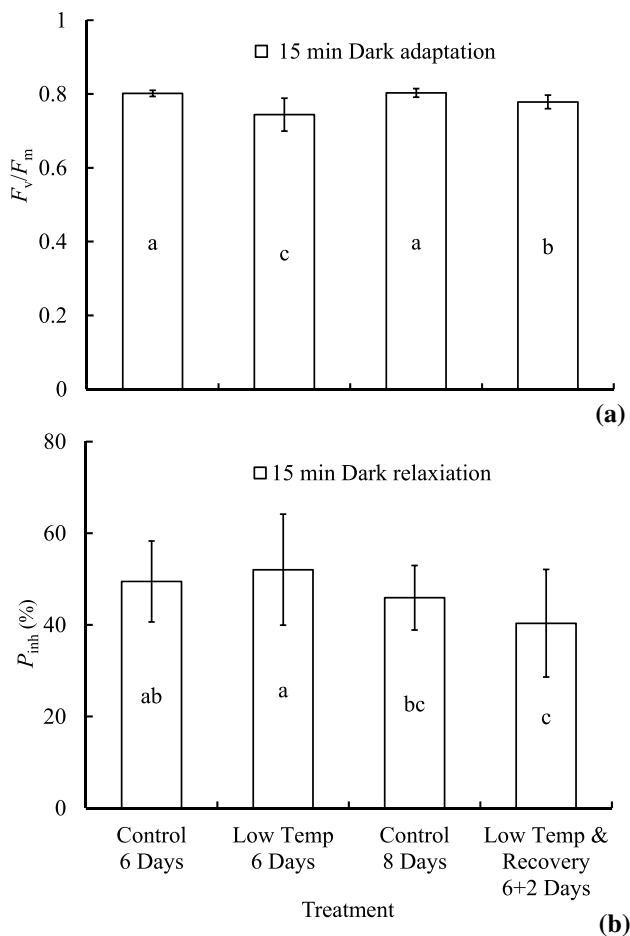 1
15 min Dark adaptation
0.8
0.6
0.4
0.2
0
Fv/Fm
a
c
a
b
(a)
80
15 min Dark relaxiation
60
40
20
0
Pinh (%)
ab
a
bc
c
Control
6 Days
Low Temp
6 Days
Control
8 Days
Low Temp &
Recovery
6+2 Days
Treatment
(b)